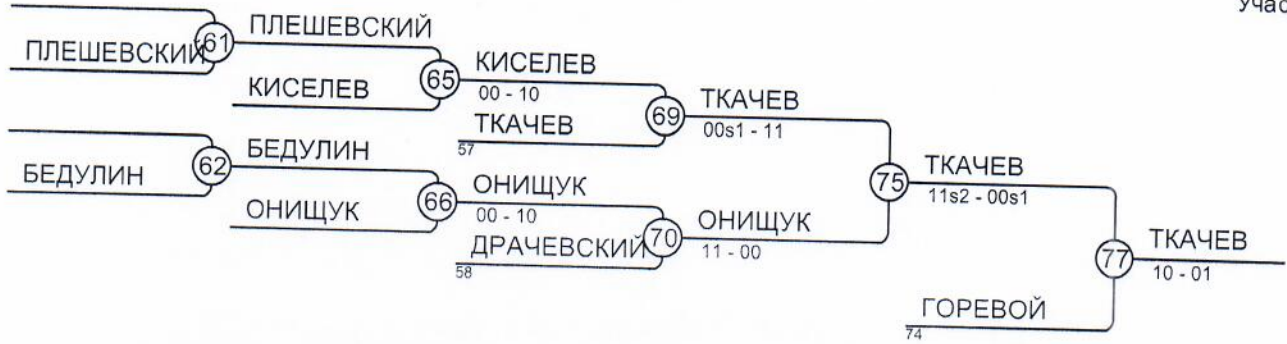 Учас
ПЛЕШЕВСКИЙ
61
ПЛЕШЕВСКИЙ
КИСЕЛЕВ
65
КИСЕЛЕВ
00 - 10
ТКАЧЕВ
57
69
ТКАЧЕВ
00s1 - 11
БЕДУЛИН
62
БЕДУЛИН
ОНИЩУК
66
ОНИЩУК
00 - 10
ДРАЧЕВСКИЙ
58
70
ОНИЩУК
11 - 00
75
ТКАЧЕВ
11s2 - 00s1
ГОРЕВОЙ
74
77
ТКАЧЕВ
10 - 01